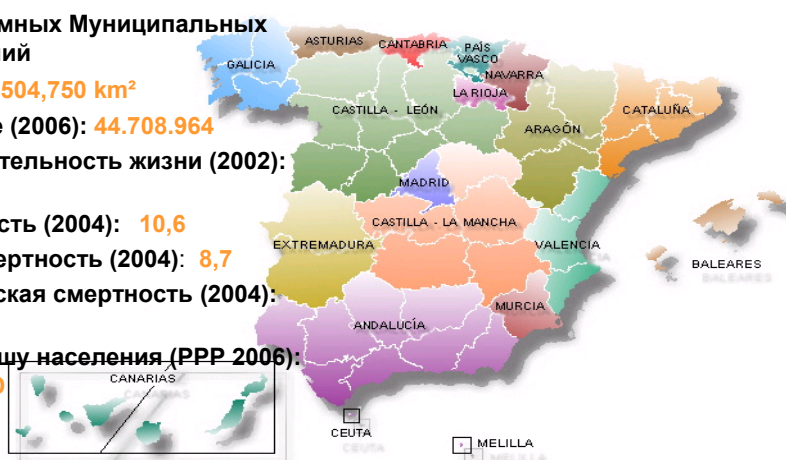 мных Муниципальных
ний
504,750 km²
е (2006): 44.708.964
тельность жизни (2002):
сть (2004): 10,6
ертность (2004): 8,7
ская смертность (2004):
шу населения (PPP 2006):
GALICIA
ASTURIAS
CANTABRIA
PAÍS
VASCO
NAVARRA
LA RIOJA
CASTILLA - LEÓN
ARAGÓN
CATALUÑA
MADRID
CASTILLA - LA MANCHA
EXTREMADURA
VALENCIA
BALEARES
MURCIA
ANDALUCÍA
CANARIAS
CEUTA
MELILLA